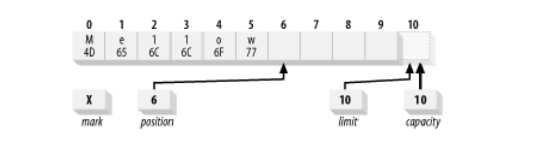 0 1 2 3 4 5 6 7 8 9 10
M e l l o w
4D 65 6C 6C 6F 77
X 6 10 10
mark position limit capacity